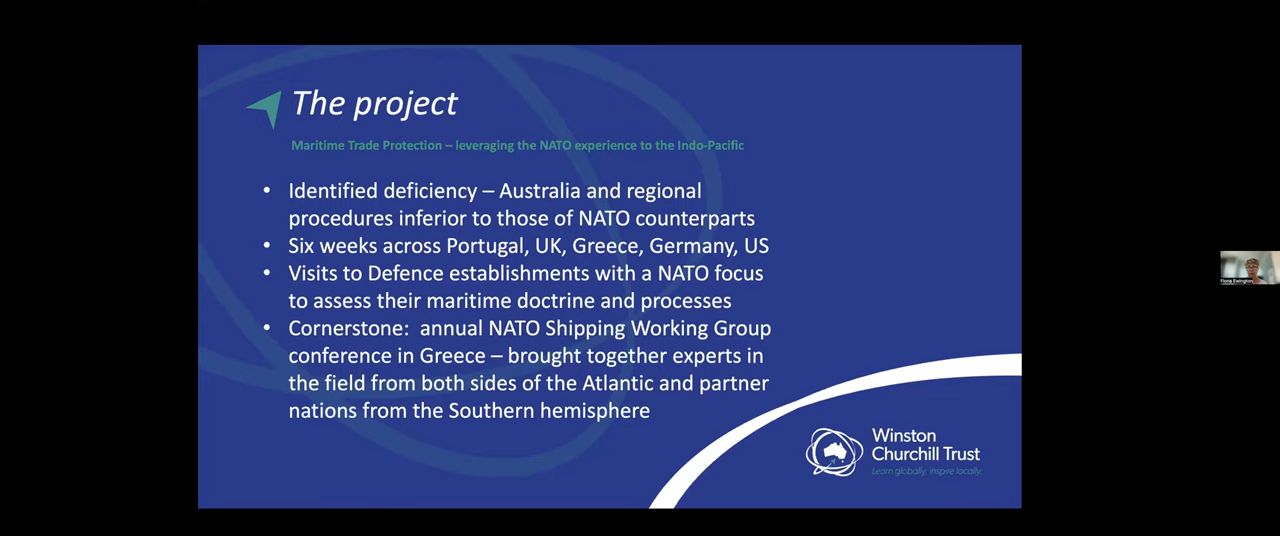 The project
Maritime Trade Protection – leveraging the NATO experience to the Indo-Pacific
• Identified deficiency – Australia and regional
procedures inferior to those of NATO counterparts
• Six weeks across Portugal, UK, Greece, Germany, US
• Visits to Defence establishments with a NATO focus
to assess their maritime doctrine and processes
• Cornerstone: annual NATO Shipping Working Group
conference in Greece – brought together experts in
the field from both sides of the Atlantic and partner
nations from the Southern hemisphere
Winston
Churchill Trust
Learn globally, inspire locally.
Fiona Ewington